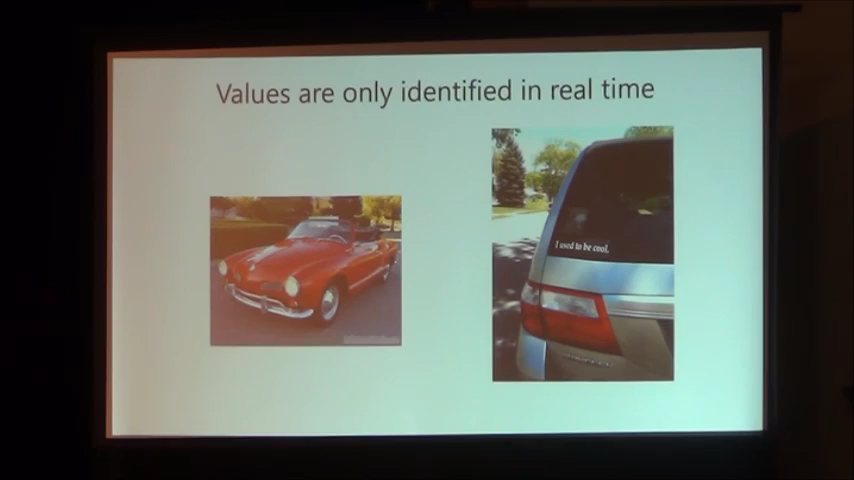 Values are only identified in real time
I used to be cool.